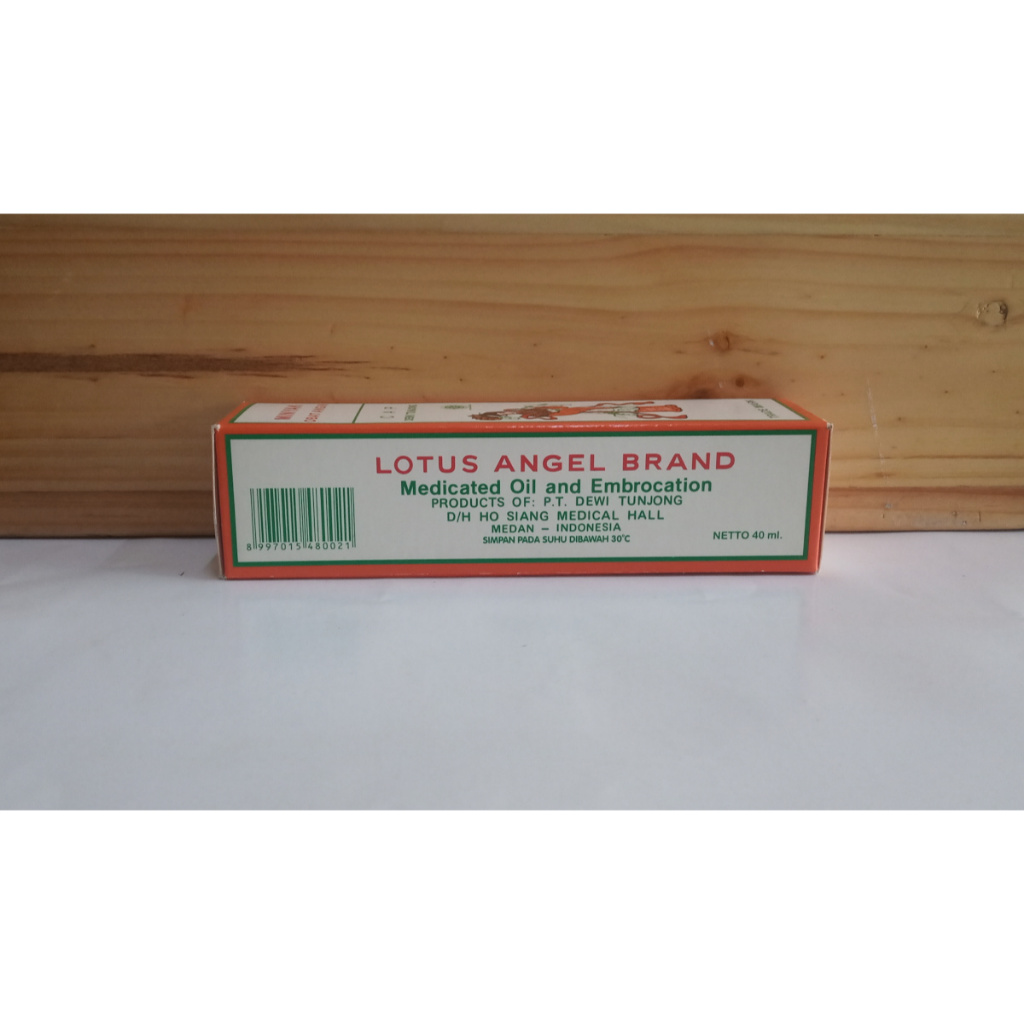 MINYAK
C A P
LOTUS ANGEL BRAND
Medicated Oil and Embrocation
PRODUCTS OF: P.T. DEWI TUNJONG
D/H HO SIANG MEDICAL HALL
MEDAN – INDONESIA
SIMPAN PADA SUHU DIBAWAH 30°C
NETTO 40 ml.
8 997015 480021